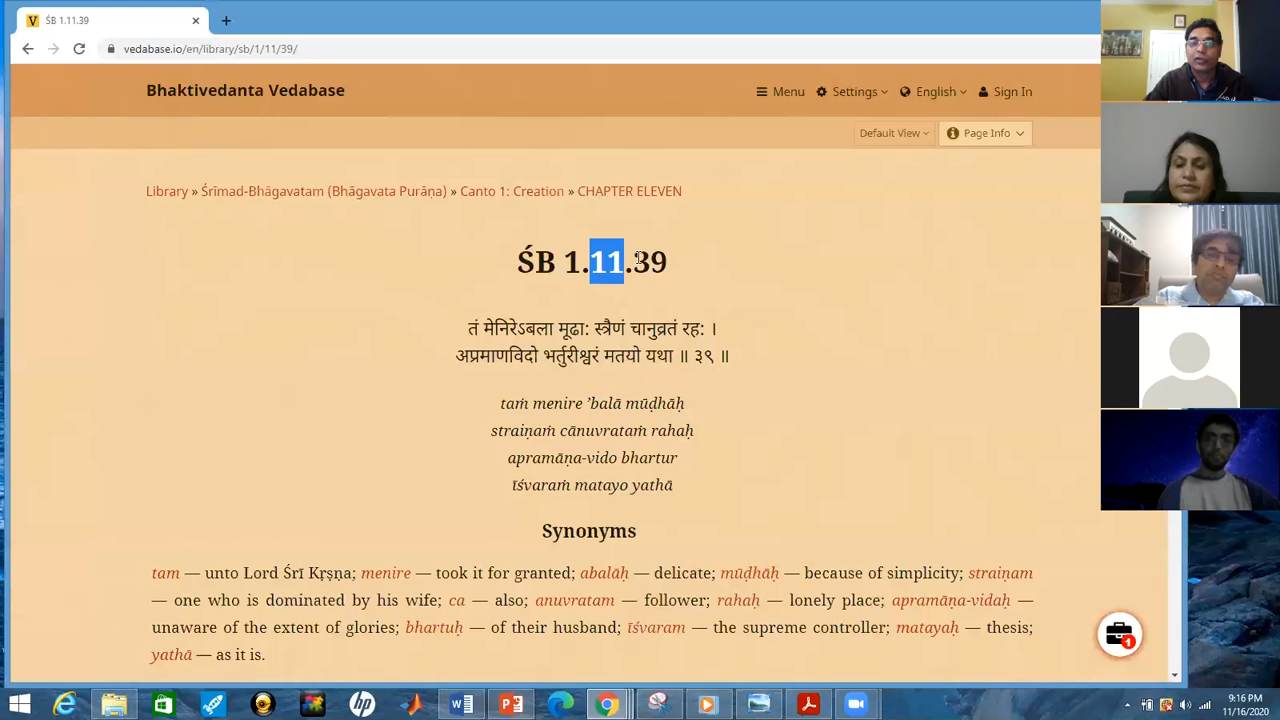 ŚB 1.11.39
vedabase.io/en/library/sb/1/11/39/
Bhaktivedanta Vedabase
Menu Settings English Sign In
Default View Page Info
Library » Śrīmad-Bhāgavatam (Bhāgavata Purāṇa) » Canto 1: Creation » CHAPTER ELEVEN
ŚB 1.11.39
तं मेनिरेऽबला मूढा: स्त्रैणं चानुव्रतं रह: ।
अप्रमाणविदो भर्तुरीश्वरं मतयो यथा ॥ ३९ ॥
taṁ menire ’balā mūḍhāḥ
straiṇaṁ cānuvrataṁ rahaḥ
apramāṇa-vido bhartur
īśvaraṁ matayo yathā
Synonyms
tam — unto Lord Śrī Kṛṣṇa; menire — took it for granted; abalāḥ — delicate; mūḍhāḥ — because of simplicity; straiṇam
— one who is dominated by his wife; ca — also; anuvratam — follower; rahaḥ — lonely place; apramāṇa-vidaḥ —
unaware of the extent of glories; bhartuḥ — of their husband; īśvaram — the supreme controller; matayaḥ — thesis;
yathā — as it is.
1
9:16 PM
11/16/2020